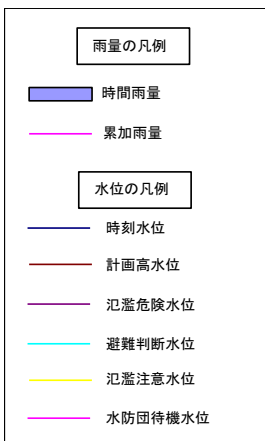 雨量の凡例
時間雨量
累加雨量
水位の凡例
時刻水位
計画高水位
氾濫危険水位
避難判断水位
氾濫注意水位
水防団待機水位